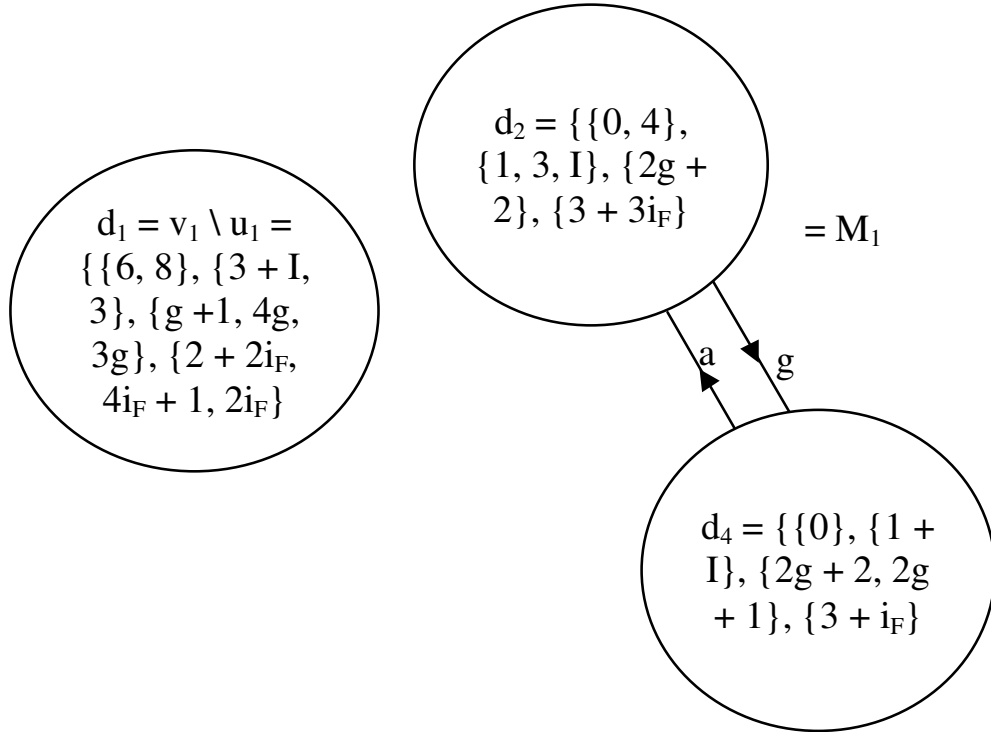 d₂ = {{0, 4},
{1, 3, I}, {2g +
2}, {3 + 3i_F}
= M₁
d₁ = v₁ \ u₁ =
{{6, 8}, {3 + I,
3}, {g +1, 4g,
3g}, {2 + 2i_F,
4i_F + 1, 2i_F}
a
g
d₄ = {{0}, {1 +
I}, {2g + 2, 2g
+ 1}, {3 + i_F}